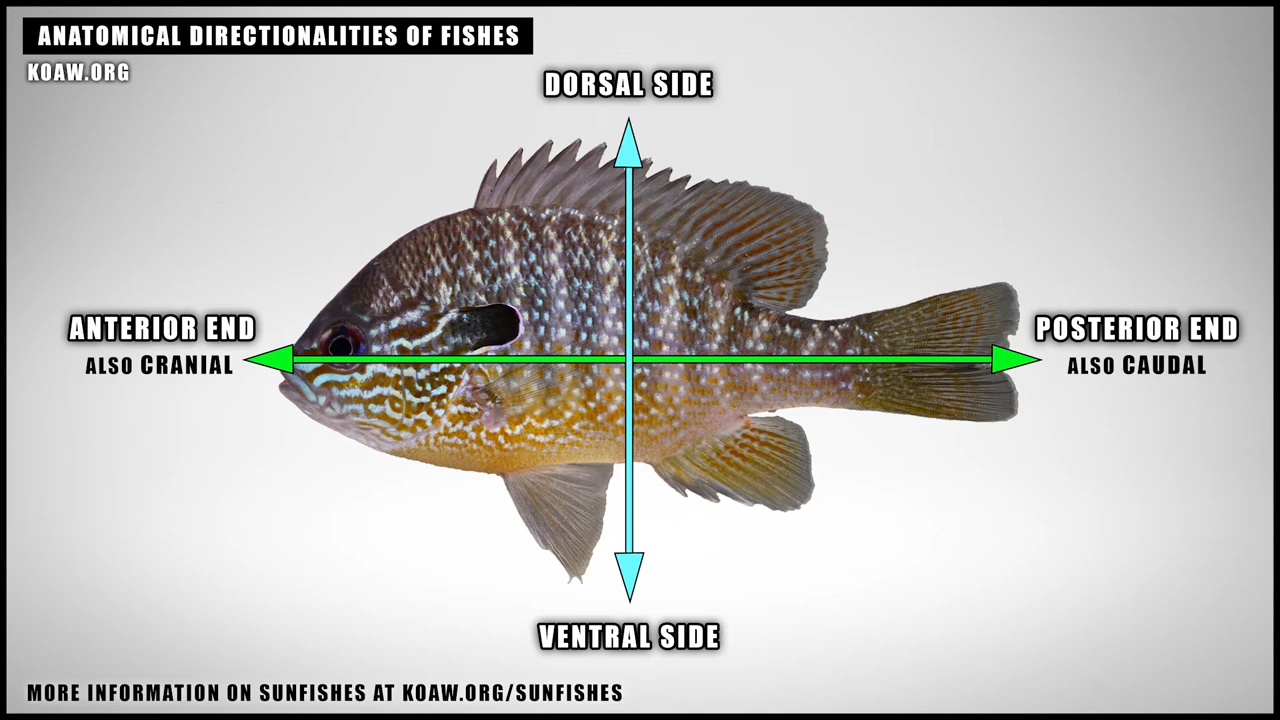 ANATOMICAL DIRECTIONALITIES OF FISHES
KOAW.ORG
DORSAL SIDE
ANTERIOR END
ALSO CRANIAL
POSTERIOR END
ALSO CAUDAL
VENTRAL SIDE
MORE INFORMATION ON SUNFISHES AT KOAW.ORG/SUNFISHES